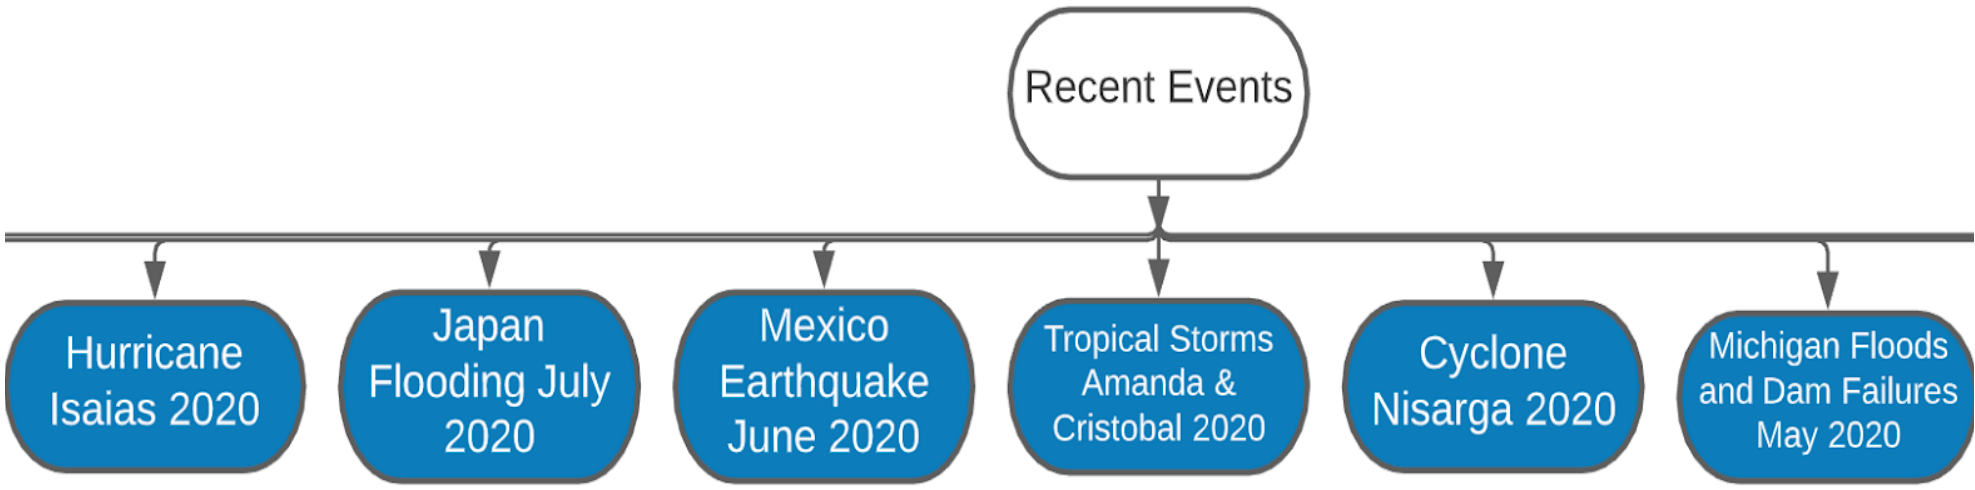 Recent Events
Hurricane
Isaias 2020
Japan
Flooding July
2020
Mexico
Earthquake
June 2020
Tropical Storms
Amanda &
Cristobal 2020
Cyclone
Nisarga 2020
Michigan Floods
and Dam Failures
May 2020